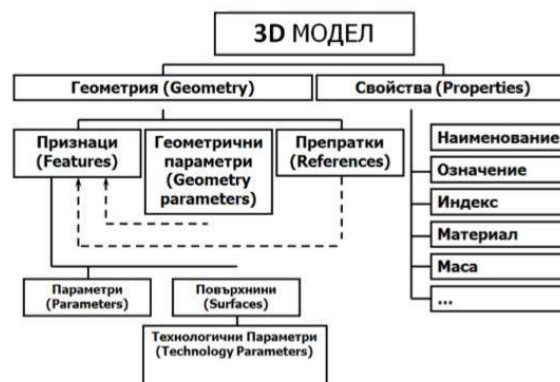 3D МОДЕЛ
Геометрия (Geometry)
Свойства (Properties)
Признаци
(Features)
Геометрични
параметри
(Geometry
parameters)
Препратки
(References)
Наименование
Означение
Индекс
Материал
Маса
...
Параметри
(Parameters)
Повърхнини
(Surfaces)
Технологични Параметри
(Technology Parameters)